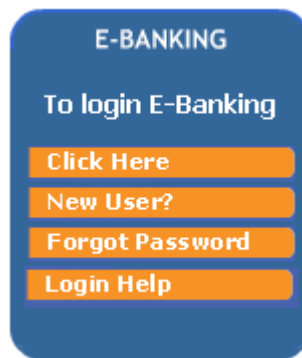 E-BANKING
To login E-Banking
Click Here
New User?
Forgot Password
Login Help